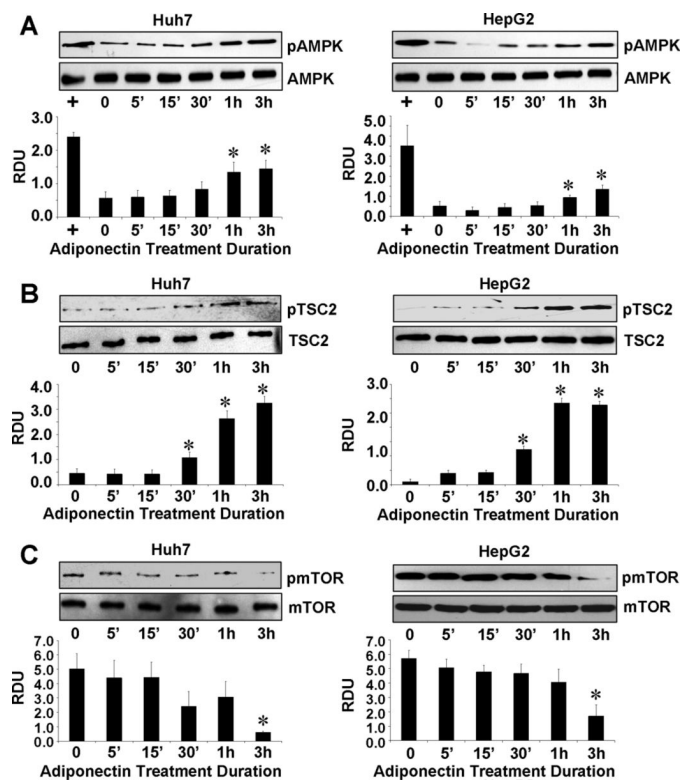 A
Huh7
HepG2
pAMPK
pAMPK
AMPK
AMPK
+ 0 5' 15' 30' 1h 3h
+ 0 5' 15' 30' 1h 3h
RDU
3.0
2.0
1.0
0.0
* *
+ 0 5' 15' 30' 1h 3h
Adiponectin Treatment Duration
RDU
5.0
4.0
3.0
2.0
1.0
0.0
* *
+ 0 5' 15' 30' 1h 3h
Adiponectin Treatment Duration
B
Huh7
HepG2
pTSC2
pTSC2
TSC2
TSC2
0 5' 15' 30' 1h 3h
0 5' 15' 30' 1h 3h
RDU
4.0
3.0
2.0
1.0
0.0
* * *
0 5' 15' 30' 1h 3h
Adiponectin Treatment Duration
RDU
3.0
2.0
1.0
0.0
* * *
0 5' 15' 30' 1h 3h
Adiponectin Treatment Duration
C
Huh7
HepG2
pmTOR
pmTOR
mTOR
mTOR
0 5' 15' 30' 1h 3h
0 5' 15' 30' 1h 3h
RDU
7.0
6.0
5.0
4.0
3.0
2.0
1.0
0.0
*
0 5' 15' 30' 1h 3h
Adiponectin Treatment Duration
RDU
7.0
6.0
5.0
4.0
3.0
2.0
1.0
0.0
*
0 5' 15' 30' 1h 3h
Adiponectin Treatment Duration